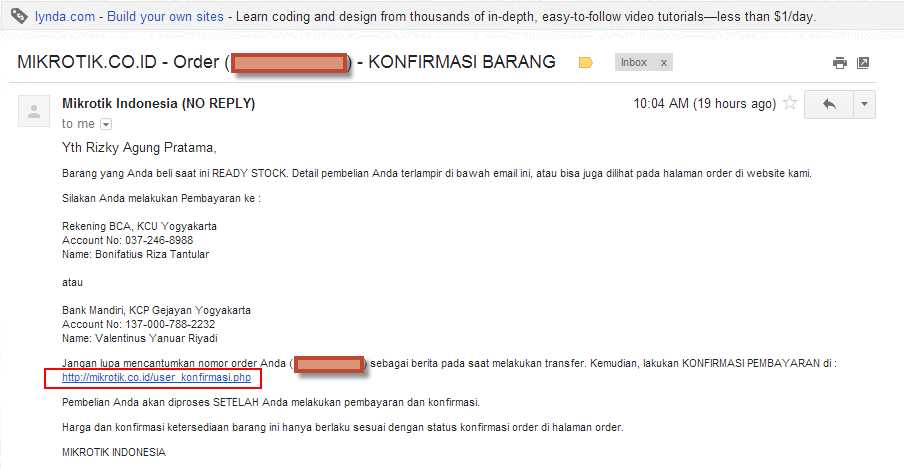 lynda.com - Build your own sites - Learn coding and design from thousands of in-depth, easy-to-follow video tutorials—less than $1/day.
MIKROTIK.CO.ID - Order ( ) - KONFIRMASI BARANG Inbox x
Mikrotik Indonesia (NO REPLY) 10:04 AM (19 hours ago)
to me
Yth Rizky Agung Pratama,
Barang yang Anda beli saat ini READY STOCK. Detail pembelian Anda terlampir di bawah email ini, atau bisa juga dilihat pada halaman order di website kami.
Silakan Anda melakukan Pembayaran ke :
Rekening BCA, KCU Yogyakarta
Account No: 037-246-8988
Name: Bonifatius Riza Tantular
atau
Bank Mandiri, KCP Gejayan Yogyakarta
Account No: 137-000-788-2232
Name: Valentinus Yanuar Riyadi
Jangan lupa mencantumkan nomor order Anda ( ) sebagai berita pada saat melakukan transfer. Kemudian, lakukan KONFIRMASI PEMBAYARAN di :
http://mikrotik.co.id/user_konfirmasi.php
Pembelian Anda akan diproses SETELAH Anda melakukan pembayaran dan konfirmasi.
Harga dan konfirmasi ketersediaan barang ini hanya berlaku sesuai dengan status konfirmasi order di halaman order.
MIKROTIK INDONESIA